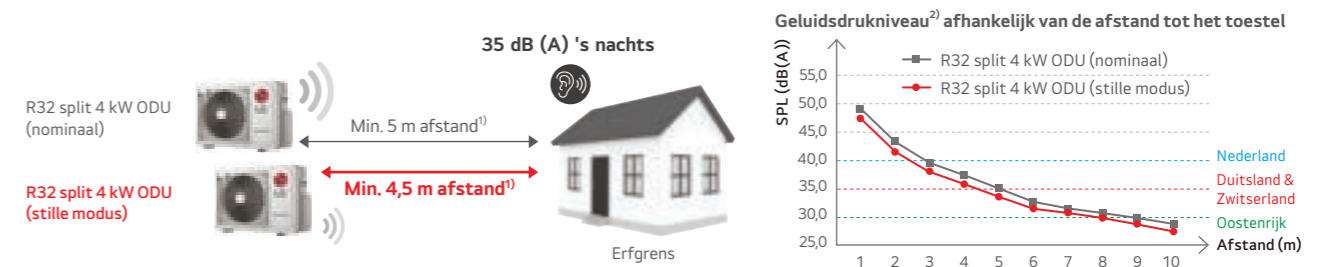 35 dB (A) 's nachts
R32 split 4 kW ODU
(nominaal)
Min. 5 m afstand1)
R32 split 4 kW ODU
(stille modus)
Min. 4,5 m afstand1)
Erfgrens
Geluidsdrukniveau2) afhankelijk van de afstand tot het toestel
SPL (dB(A))
R32 split 4 kW ODU (nominaal)
R32 split 4 kW ODU (stille modus)
55,0
50,0
45,0
40,0
35,0
30,0
25,0
Nederland
Duitsland &
Zwitserland
Oostenrijk
Afstand (m)
1 2 3 4 5 6 7 8 9 10